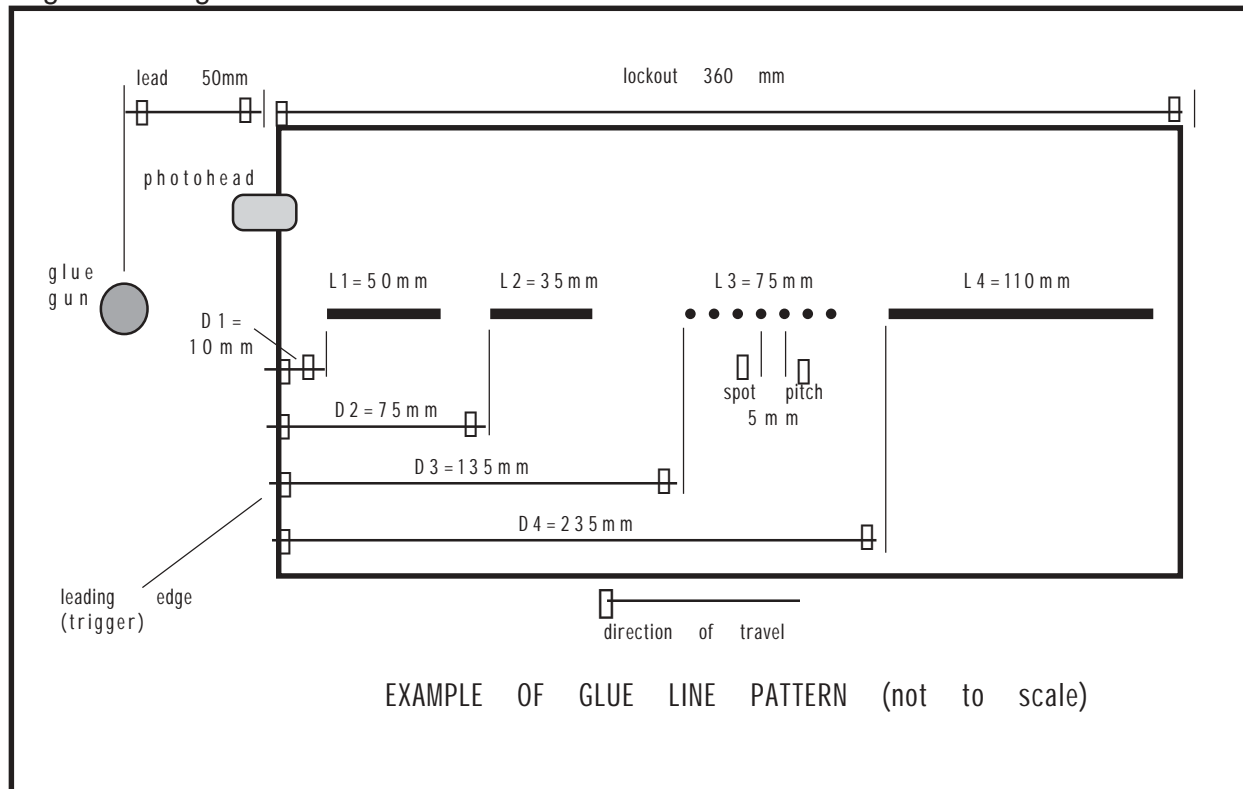 lead 50mm
lockout 360 mm
photohead
glue
gun
L1=50mm
L2=35mm
L3=75mm
L4=110mm
D1=
10mm
spot pitch
5mm
D2=75mm
D3=135mm
D4=235mm
leading edge
(trigger)
direction of travel
EXAMPLE OF GLUE LINE PATTERN (not to scale)